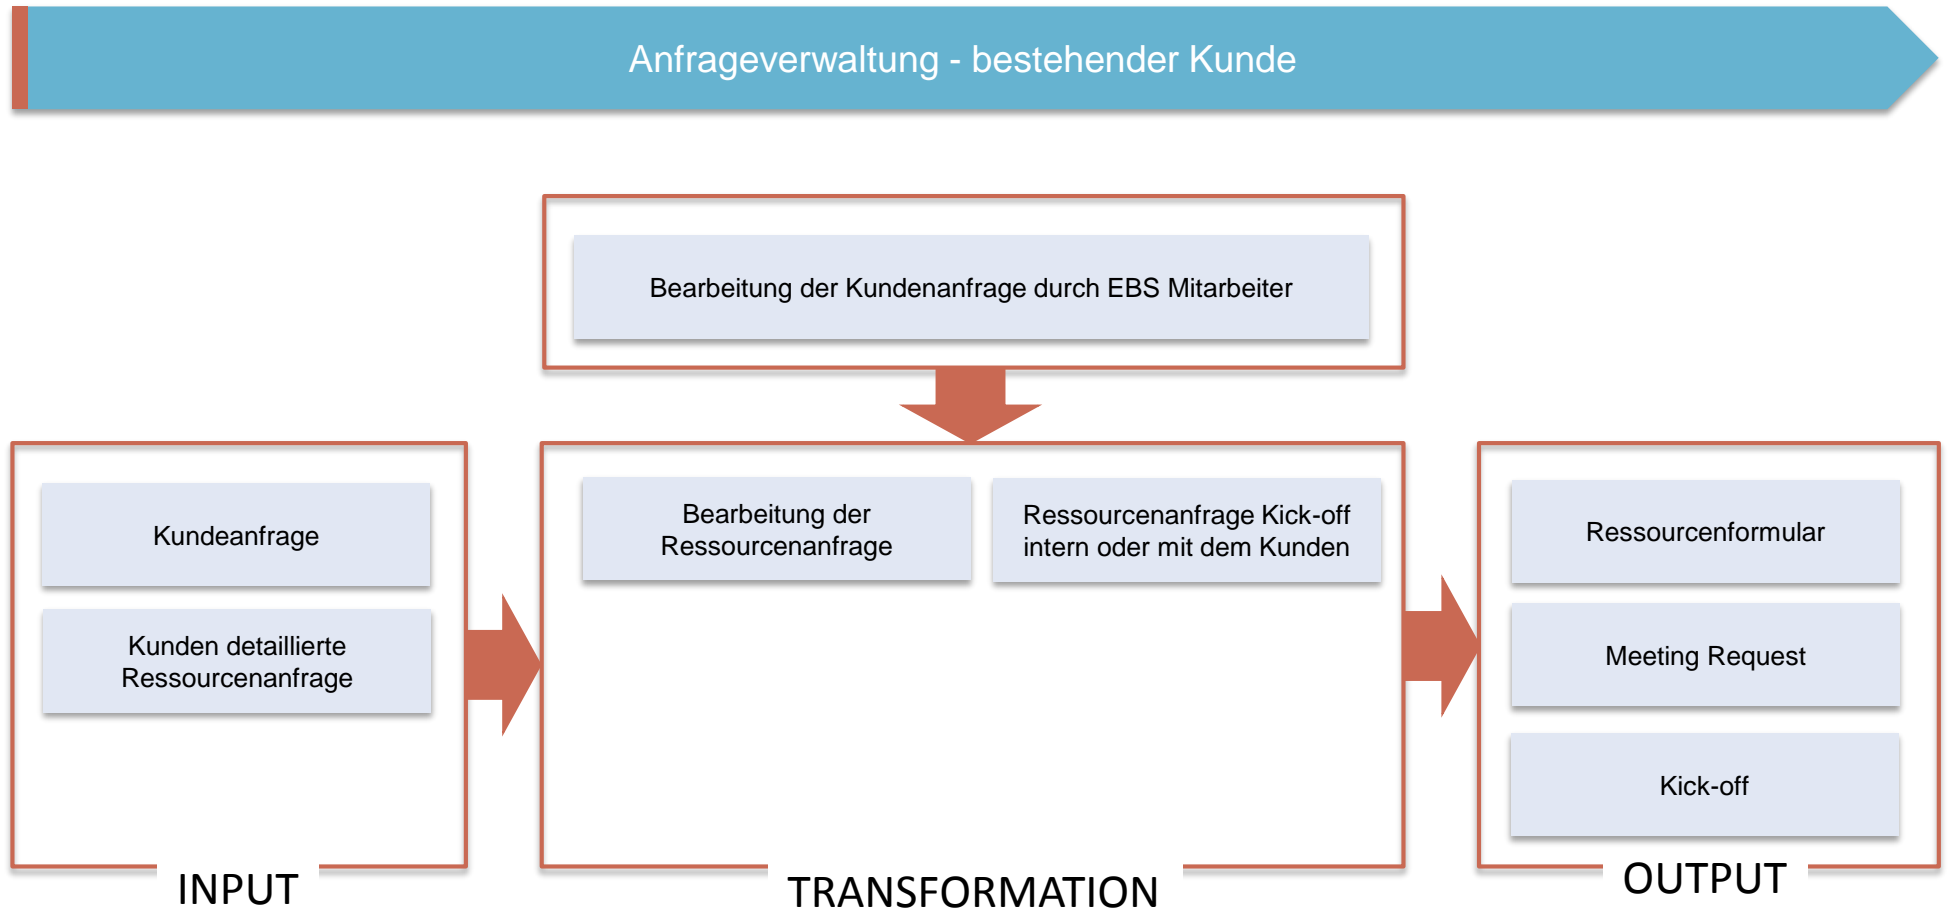 Anfrageverwaltung - bestehender Kunde
Bearbeitung der Kundenanfrage durch EBS Mitarbeiter
Kundeanfrage
Kunden detaillierte
Ressourcenanfrage
INPUT
Bearbeitung der
Ressourcenanfrage
Ressourcenanfrage Kick-off
intern oder mit dem Kunden
TRANSFORMATION
Ressourcenformular
Meeting Request
Kick-off
OUTPUT